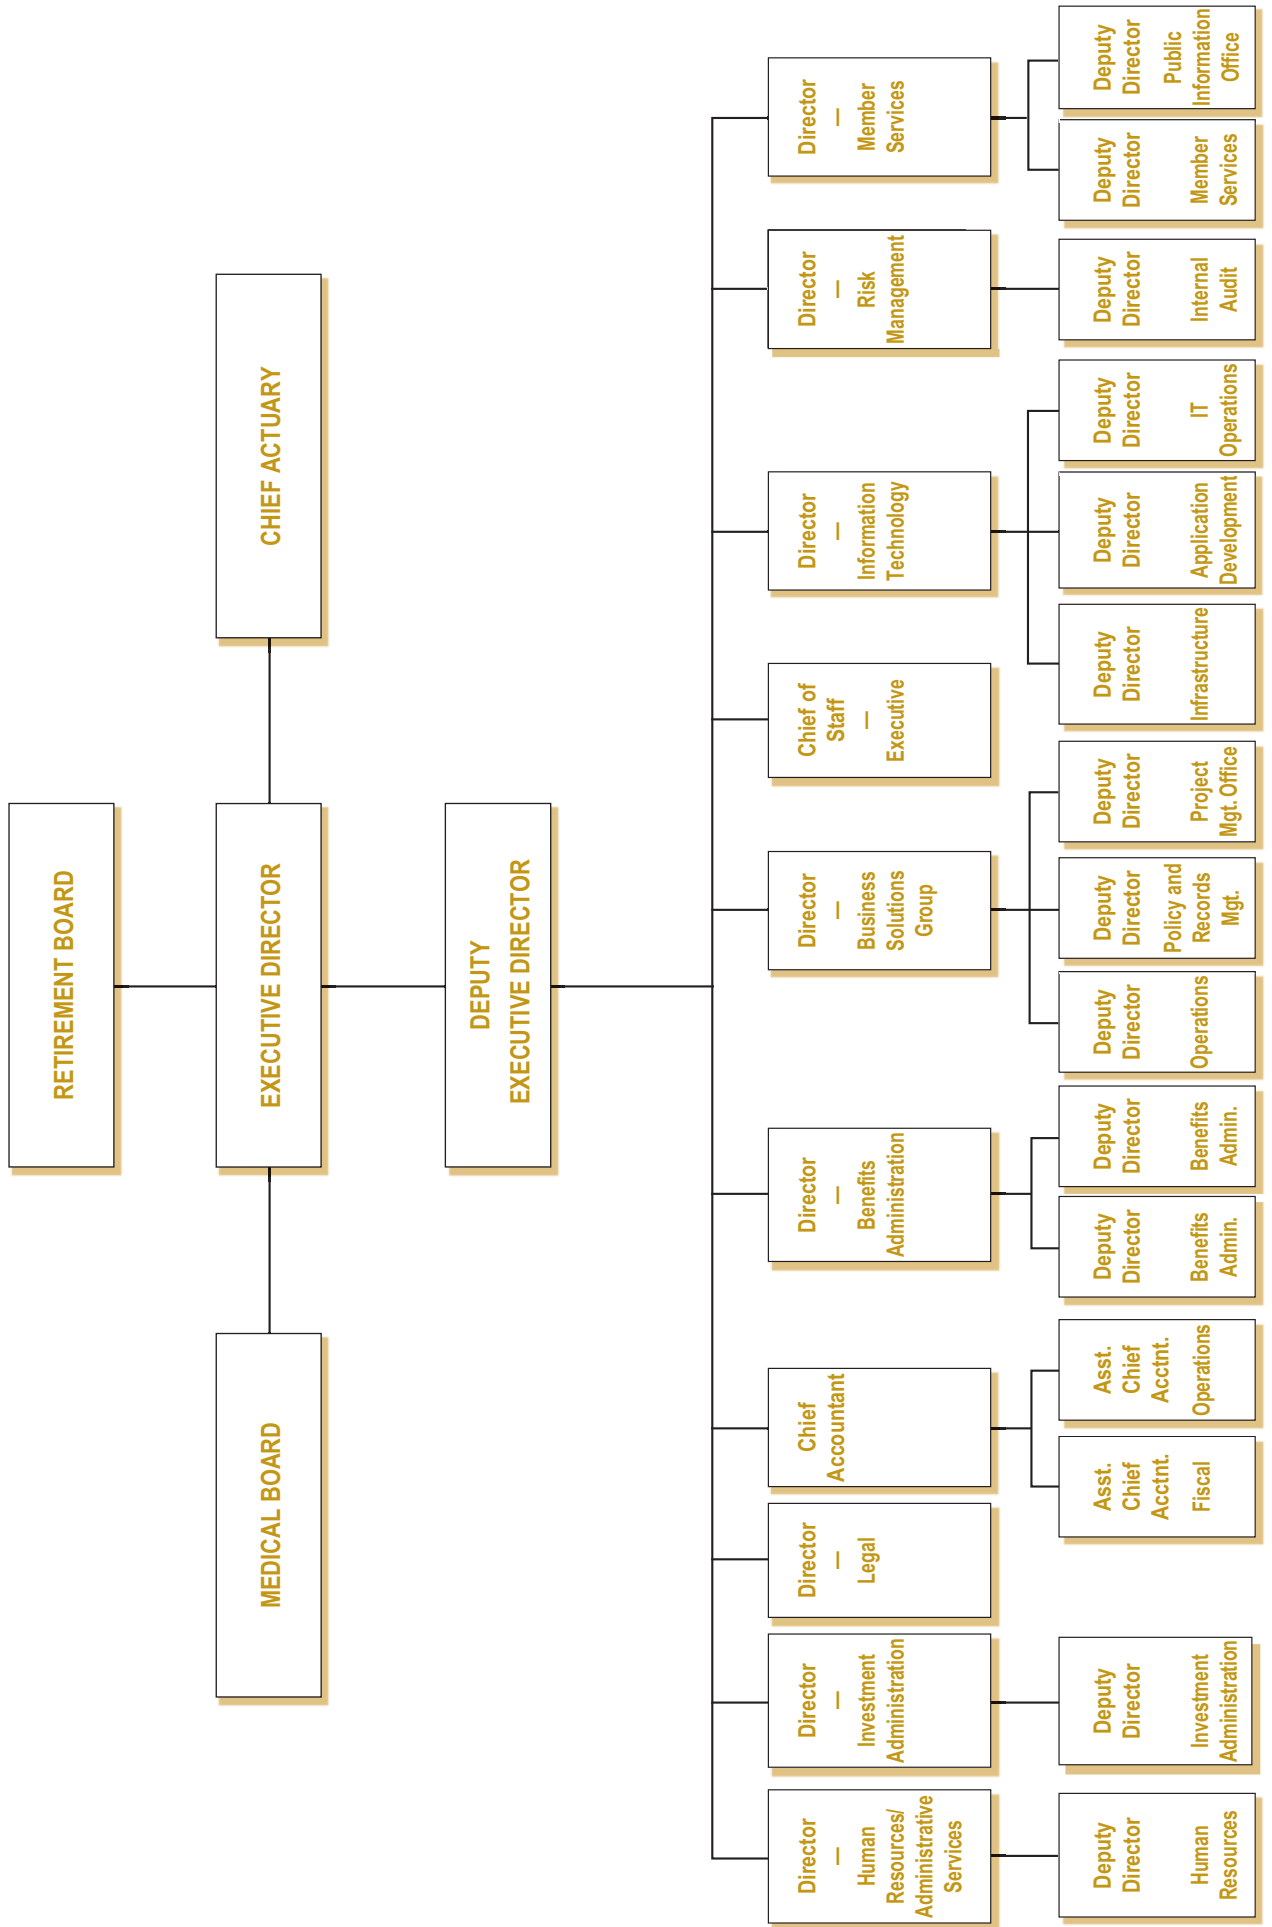 RETIREMENT BOARD
MEDICAL BOARD
EXECUTIVE DIRECTOR
CHIEF ACTUARY
DEPUTY
EXECUTIVE DIRECTOR
Director
—
Human
Resources/
Administrative
Services
Director
—
Investment
Administration
Director
—
Legal
Chief
Accountant
Director
—
Benefits
Administration
Director
—
Business
Solutions
Group
Chief of
Staff
—
Executive
Director
—
Information
Technology
Director
—
Risk
Management
Director
—
Member
Services
Deputy
Director
Human
Resources
Deputy
Director
Investment
Administration
Asst.
Chief
Acctnt.
Fiscal
Asst.
Chief
Acctnt.
Operations
Deputy
Director
Benefits
Admin.
Deputy
Director
Benefits
Admin.
Deputy
Director
Operations
Deputy
Director
Policy and
Records
Mgt.
Deputy
Director
Project
Mgt. Office
Deputy
Director
Infrastructure
Deputy
Director
Application
Development
Deputy
Director
IT
Operations
Deputy
Director
Internal
Audit
Deputy
Director
Member
Services
Deputy
Director
Public
Information
Office